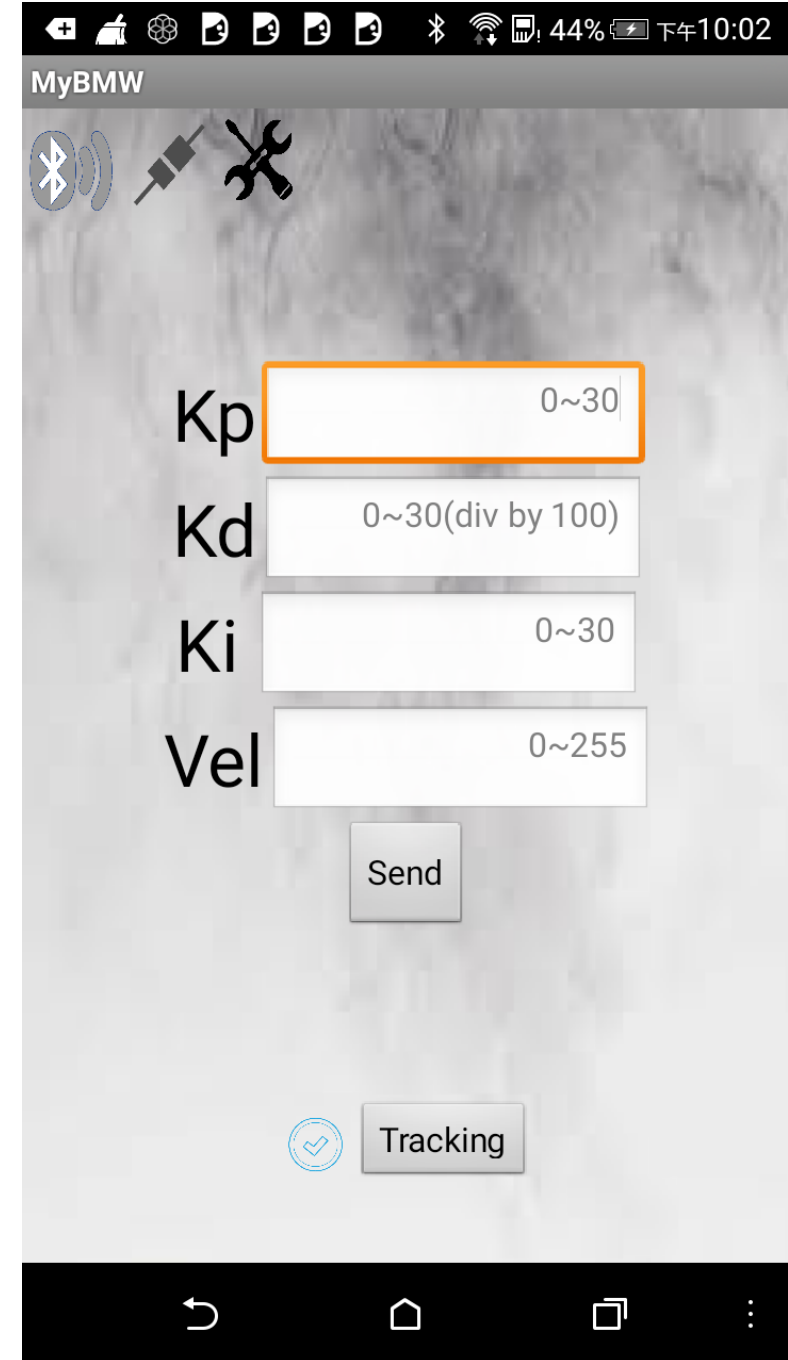 44% 下午10:02
MyBMW
Kp 0~30
Kd 0~30(div by 100)
Ki 0~30
Vel 0~255
Send
Tracking